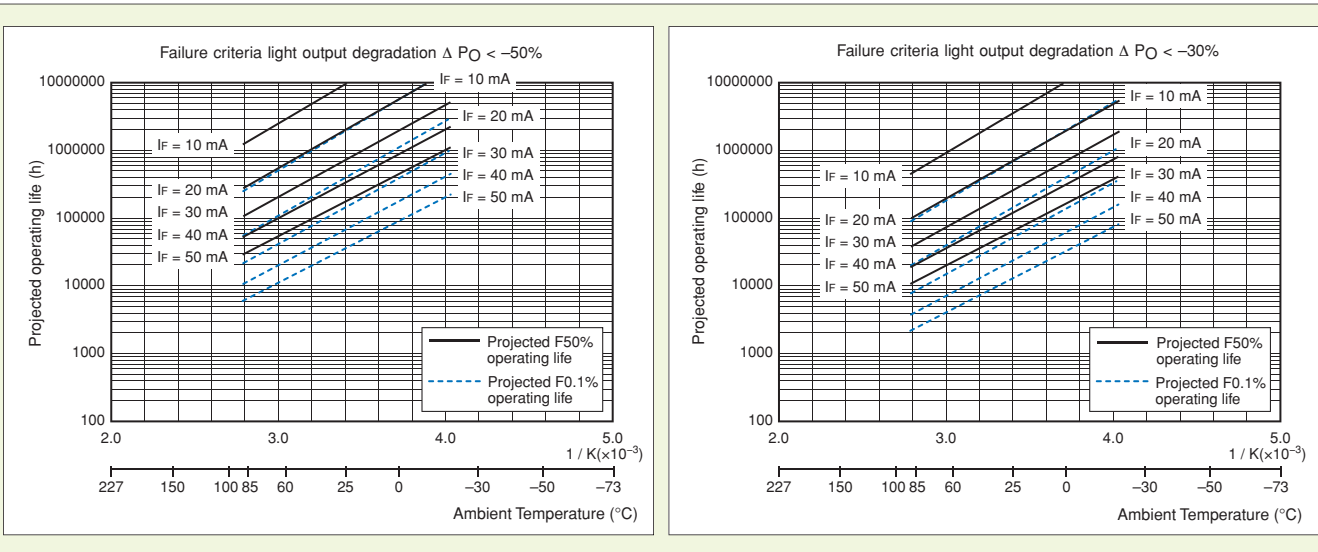 Failure criteria light output degradation Δ PO < –50%
10000000
1000000
100000
10000
1000
100
Projected operating life (h)
IF = 10 mA
IF = 20 mA
IF = 30 mA
IF = 40 mA
IF = 50 mA
IF = 10 mA
IF = 20 mA
IF = 30 mA
IF = 40 mA
IF = 50 mA
Projected F50%
operating life
Projected F0.1%
operating life
2.0 3.0 4.0 5.0
1 / K(×10–3)
227 150 100 85 60 25 0 –30 –50 –73
Ambient Temperature (°C)
Failure criteria light output degradation Δ PO < –30%
10000000
1000000
100000
10000
1000
100
Projected operating life (h)
IF = 10 mA
IF = 20 mA
IF = 30 mA
IF = 40 mA
IF = 50 mA
IF = 10 mA
IF = 20 mA
IF = 30 mA
IF = 40 mA
IF = 50 mA
Projected F50%
operating life
Projected F0.1%
operating life
2.0 3.0 4.0 5.0
1 / K(×10–3)
227 150 100 85 60 25 0 –30 –50 –73
Ambient Temperature (°C)